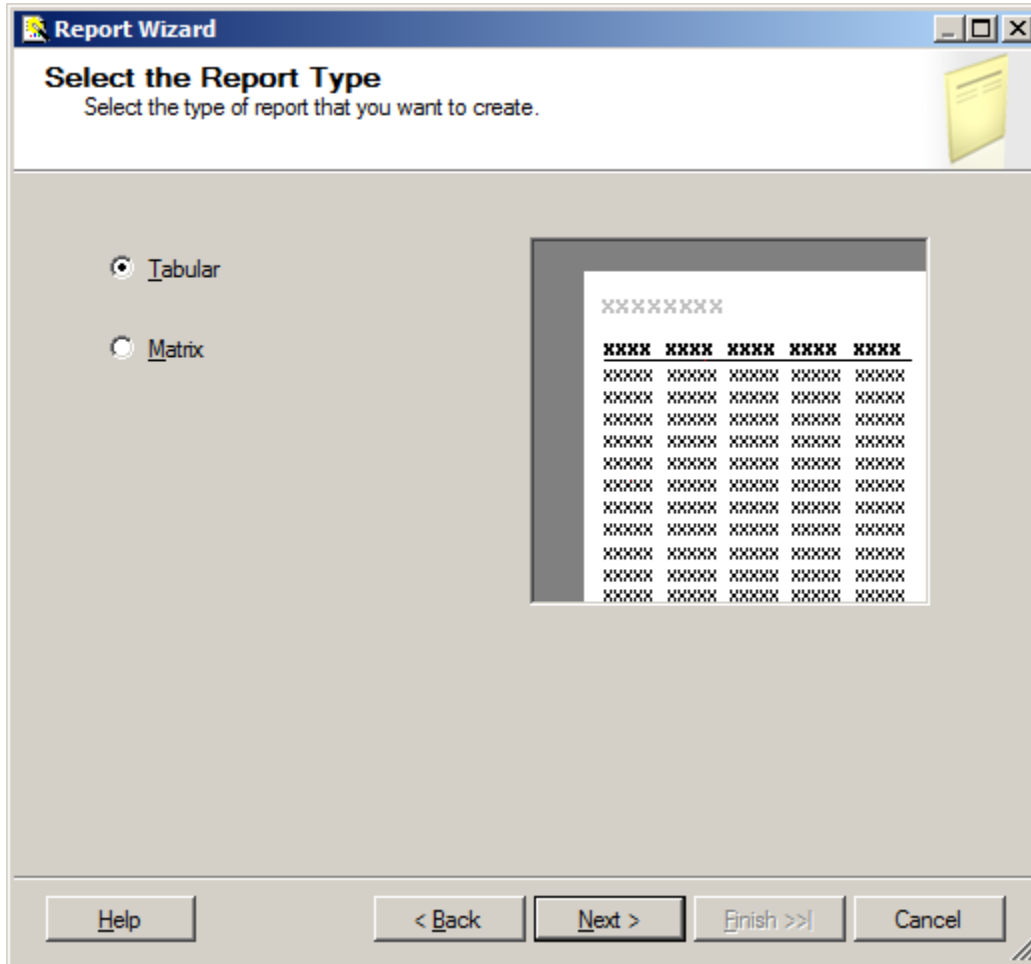 Report Wizard
Select the Report Type
Select the type of report that you want to create.
Tabular
Matrix
xxxxxxxx
xxxx xxxx xxxx xxxx xxxx
xxxxx xxxxx xxxxx xxxxx xxxxx
xxxxx xxxxx xxxxx xxxxx xxxxx
xxxxx xxxxx xxxxx xxxxx xxxxx
xxxxx xxxxx xxxxx xxxxx xxxxx
xxxxx xxxxx xxxxx xxxxx xxxxx
xxxxx xxxxx xxxxx xxxxx xxxxx
xxxxx xxxxx xxxxx xxxxx xxxxx
xxxxx xxxxx xxxxx xxxxx xxxxx
xxxxx xxxxx xxxxx xxxxx xxxxx
xxxxx xxxxx xxxxx xxxxx xxxxx
xxxxx xxxxx xxxxx xxxxx xxxxx
Help < Back Next > Finish >>| Cancel